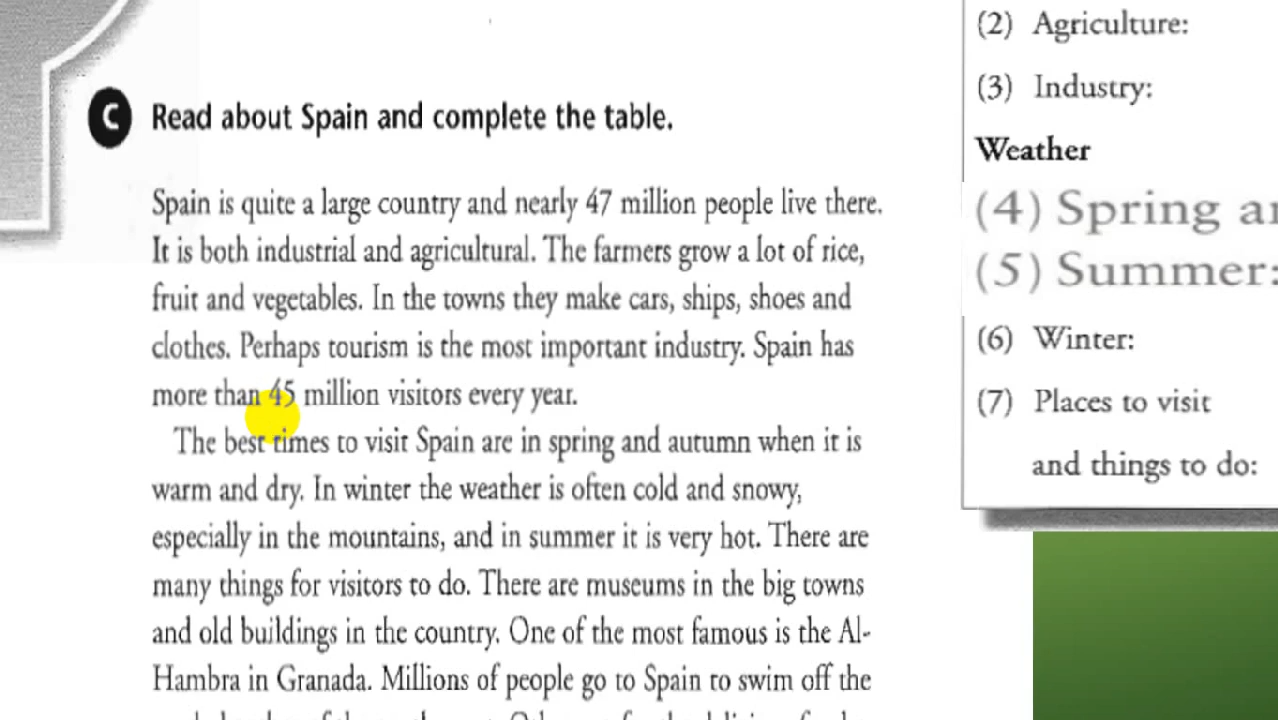 C Read about Spain and complete the table.
Spain is quite a large country and nearly 47 million people live there.
It is both industrial and agricultural. The farmers grow a lot of rice,
fruit and vegetables. In the towns they make cars, ships, shoes and
clothes. Perhaps tourism is the most important industry. Spain has
more than 45 million visitors every year.
The best times to visit Spain are in spring and autumn when it is
warm and dry. In winter the weather is often cold and snowy,
especially in the mountains, and in summer it is very hot. There are
many things for visitors to do. There are museums in the big towns
and old buildings in the country. One of the most famous is the Al-
Hambra in Granada. Millions of people go to Spain to swim off the
(2) Agriculture:
(3) Industry:
Weather
(4) Spring
(5) Summer:
(6) Winter:
(7) Places to visit
and things to do: